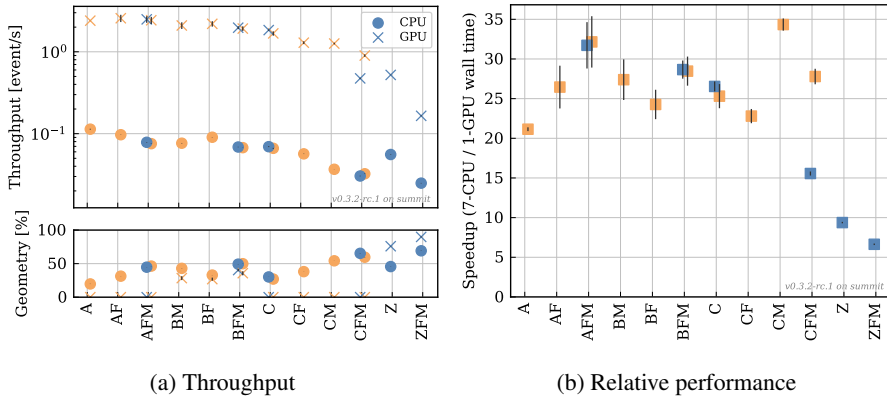 Throughput [event/s]
10^0
10^−1
CPU
GPU
v0.3.2-rc.1 on summit
Geometry [%]
100
50
0
A
AF
AFM
BM
BF
BFM
C
CF
CM
CFM
Z
ZFM
(a) Throughput
Speedup (7-CPU / 1-GPU wall time)
35
30
25
20
15
10
5
0
v0.3.2-rc.1 on summit
A
AF
AFM
BM
BF
BFM
C
CF
CM
CFM
Z
ZFM
(b) Relative performance